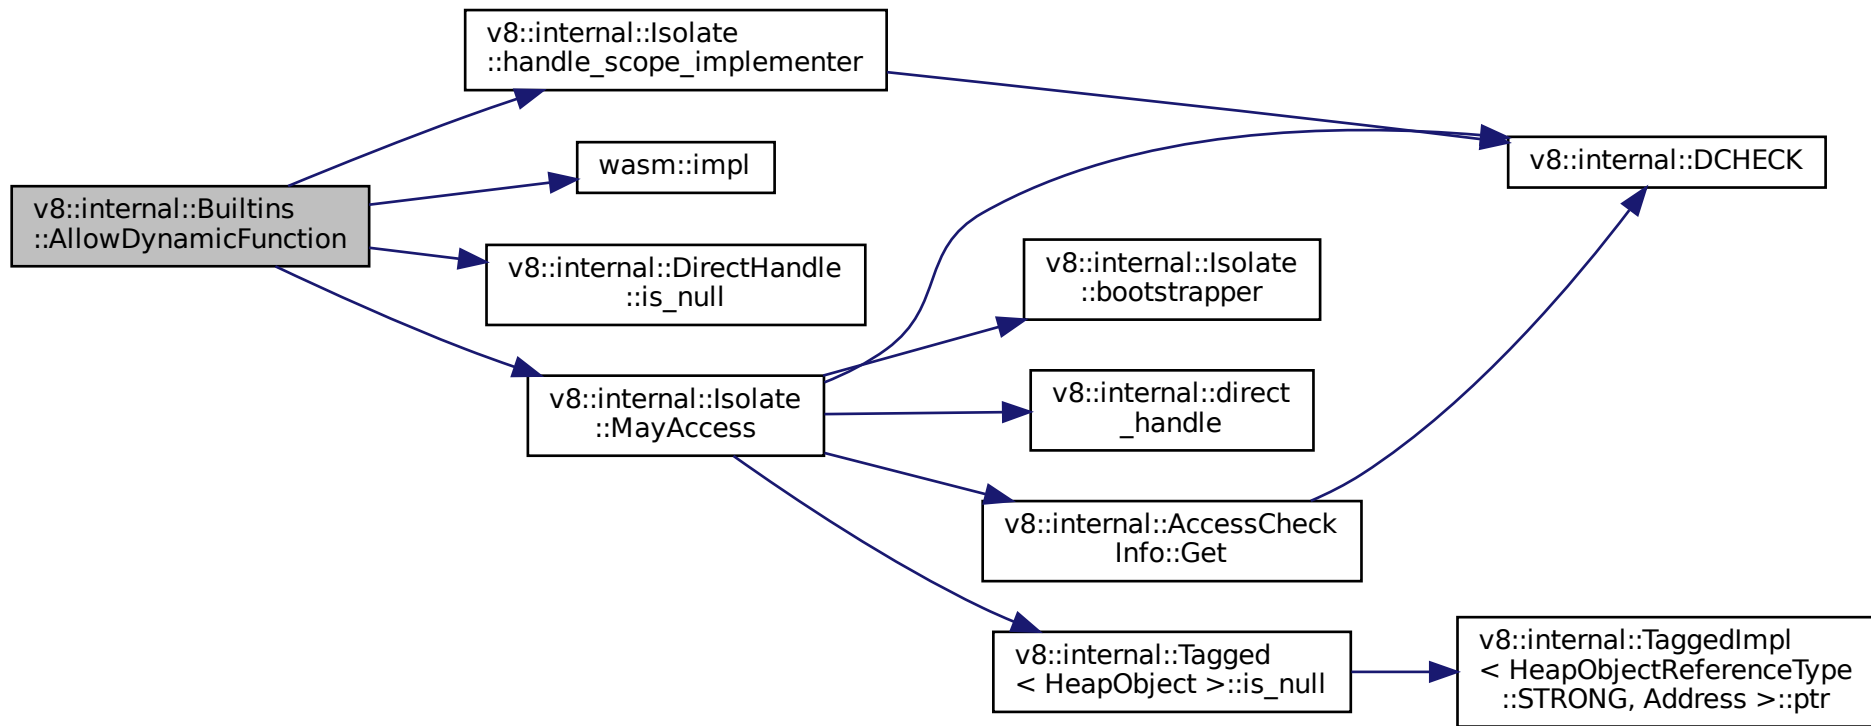 v8::internal::Isolate
::handle_scope_implementer
wasm::impl
v8::internal::DCHECK
v8::internal::Builtins
::AllowDynamicFunction
v8::internal::DirectHandle
::is_null
v8::internal::Isolate
::bootstrapper
v8::internal::Isolate
::MayAccess
v8::internal::direct
_handle
v8::internal::AccessCheck
Info::Get
v8::internal::Tagged
< HeapObject >::is_null
v8::internal::TaggedImpl
< HeapObjectReferenceType
::STRONG, Address >::ptr